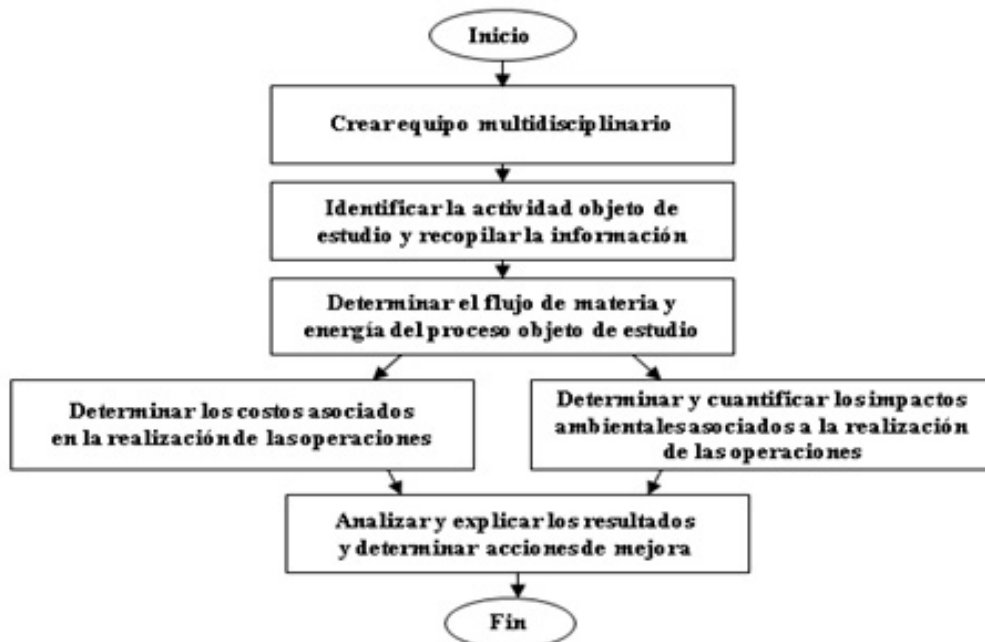 Inicio
Crear equipo multidisciplinario
Identificar la actividad objeto de
estudio y recopilar la información
Determinar el flujo de materia y
energía del proceso objeto de estudio
Determinar los costos asociados
en la realización de las operaciones
Determinar y cuantificar los impactos
ambientales asociados a la realización
de las operaciones
Analizar y explicar los resultados
y determinar acciones de mejora
Fin